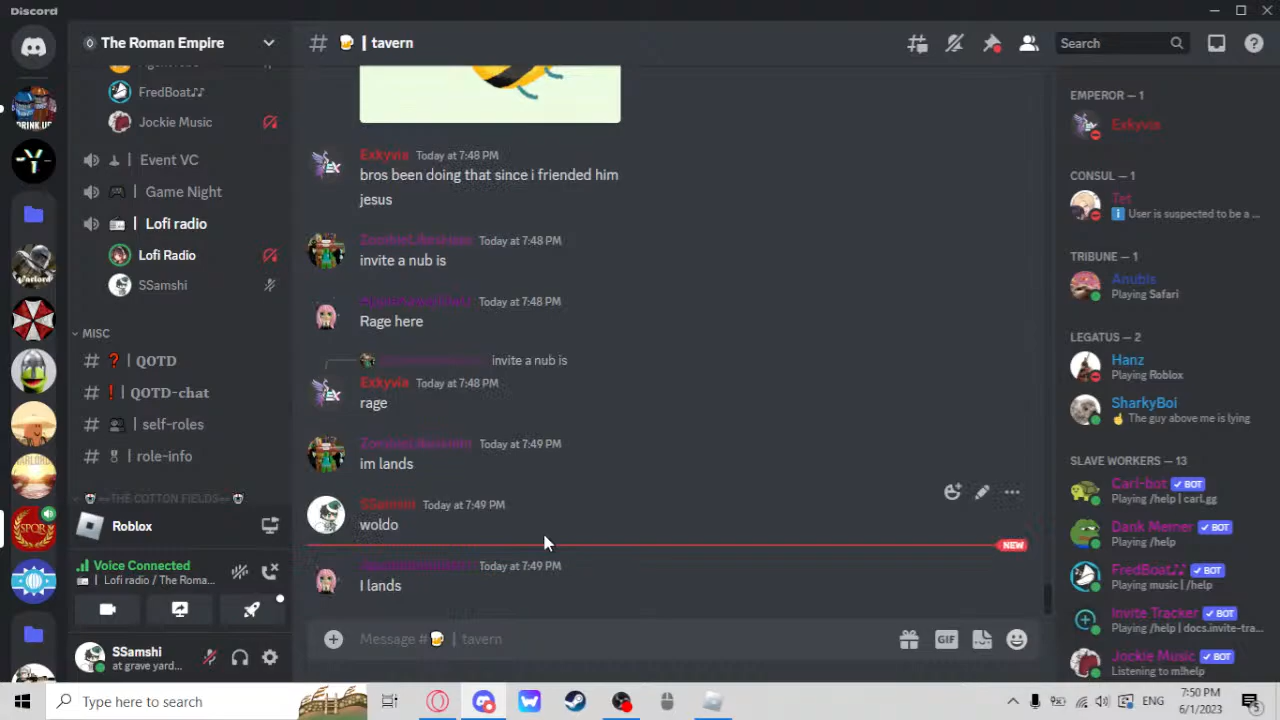 Discord
The Roman Empire
FredBoat♪♪
Jockie Music
Event VC
Game Night
Lofi radio
Lofi Radio
SSamshi
MISC
# ❓ | QOTD
# ❗ | QOTD-chat
# | self-roles
# | role-info
==THE COTTON FIELDS==
Roblox
Voice Connected
Lofi radio / The Roma...
SSamshi
at grave yard...
# 🍺 | tavern
Search
Exkyvia Today at 7:48 PM
bros been doing that since i friended him
jesus
Today at 7:48 PM
invite a nub is
Today at 7:48 PM
Rage here
invite a nub is
Exkyvia Today at 7:48 PM
rage
Today at 7:49 PM
im lands
SSamshi Today at 7:49 PM
woldo
NEW
Today at 7:49 PM
I lands
Message #🍺 | tavern
GIF
EMPEROR — 1
Exkyvia
CONSUL — 1
Tet
User is suspected to be a ...
TRIBUNE — 1
Anubis
Playing Safari
LEGATUS — 2
Hanz
Playing Roblox
SharkyBoi
☝ The guy above me is lying
SLAVE WORKERS — 13
Carl-bot ✓ BOT
Playing /help | carl.gg
Dank Memer ✓ BOT
Playing /help
FredBoat♪♪ ✓ BOT
Playing music | /help
Invite Tracker ✓ BOT
Playing /help | docs.invite-tra...
Jockie Music ✓ BOT
Listening to m!help
Type here to search
ENG
7:50 PM
6/1/2023
5
DRINK UP
SPQR